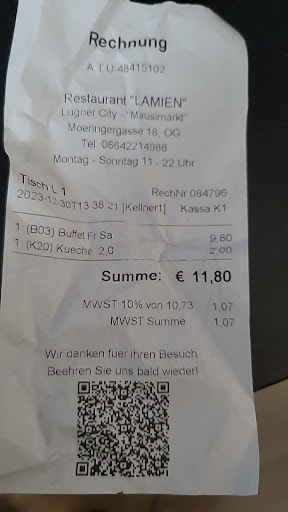 Rechnung
A T U 48415102
Restaurant "LAMIEN"
Lugner City - "Mausimarkt"
Moeringergasse 18, OG
Tel 06642214988
Montag - Sonntag 11 - 22 Uhr
Tisch L 1 RechNr 084796
2023-12-30T13 38 21 [Kellner1] Kassa K1
1 (B03) Buffet Fr Sa 9,80
1 (K20) Kueche 2,0 2,00
Summe: € 11,80
MWST 10% von 10,73 1,07
MWST Summe 1,07
Wir danken fuer ihren Besuch
Beehren Sie uns bald wieder!